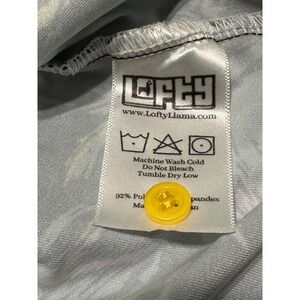 LOFTY
www.LoftyLlama.com
Machine Wash Cold
Do Not Bleach
Tumble Dry Low
92%